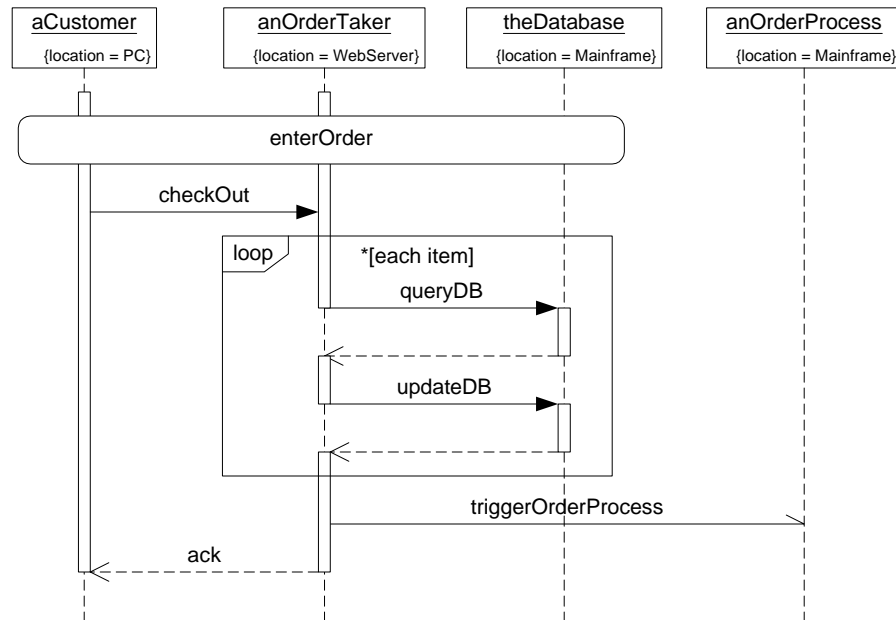 aCustomer
{location = PC}
anOrderTaker
{location = WebServer}
theDatabase
{location = Mainframe}
anOrderProcess
{location = Mainframe}
enterOrder
checkOut
loop
*[each item]
queryDB
updateDB
triggerOrderProcess
ack